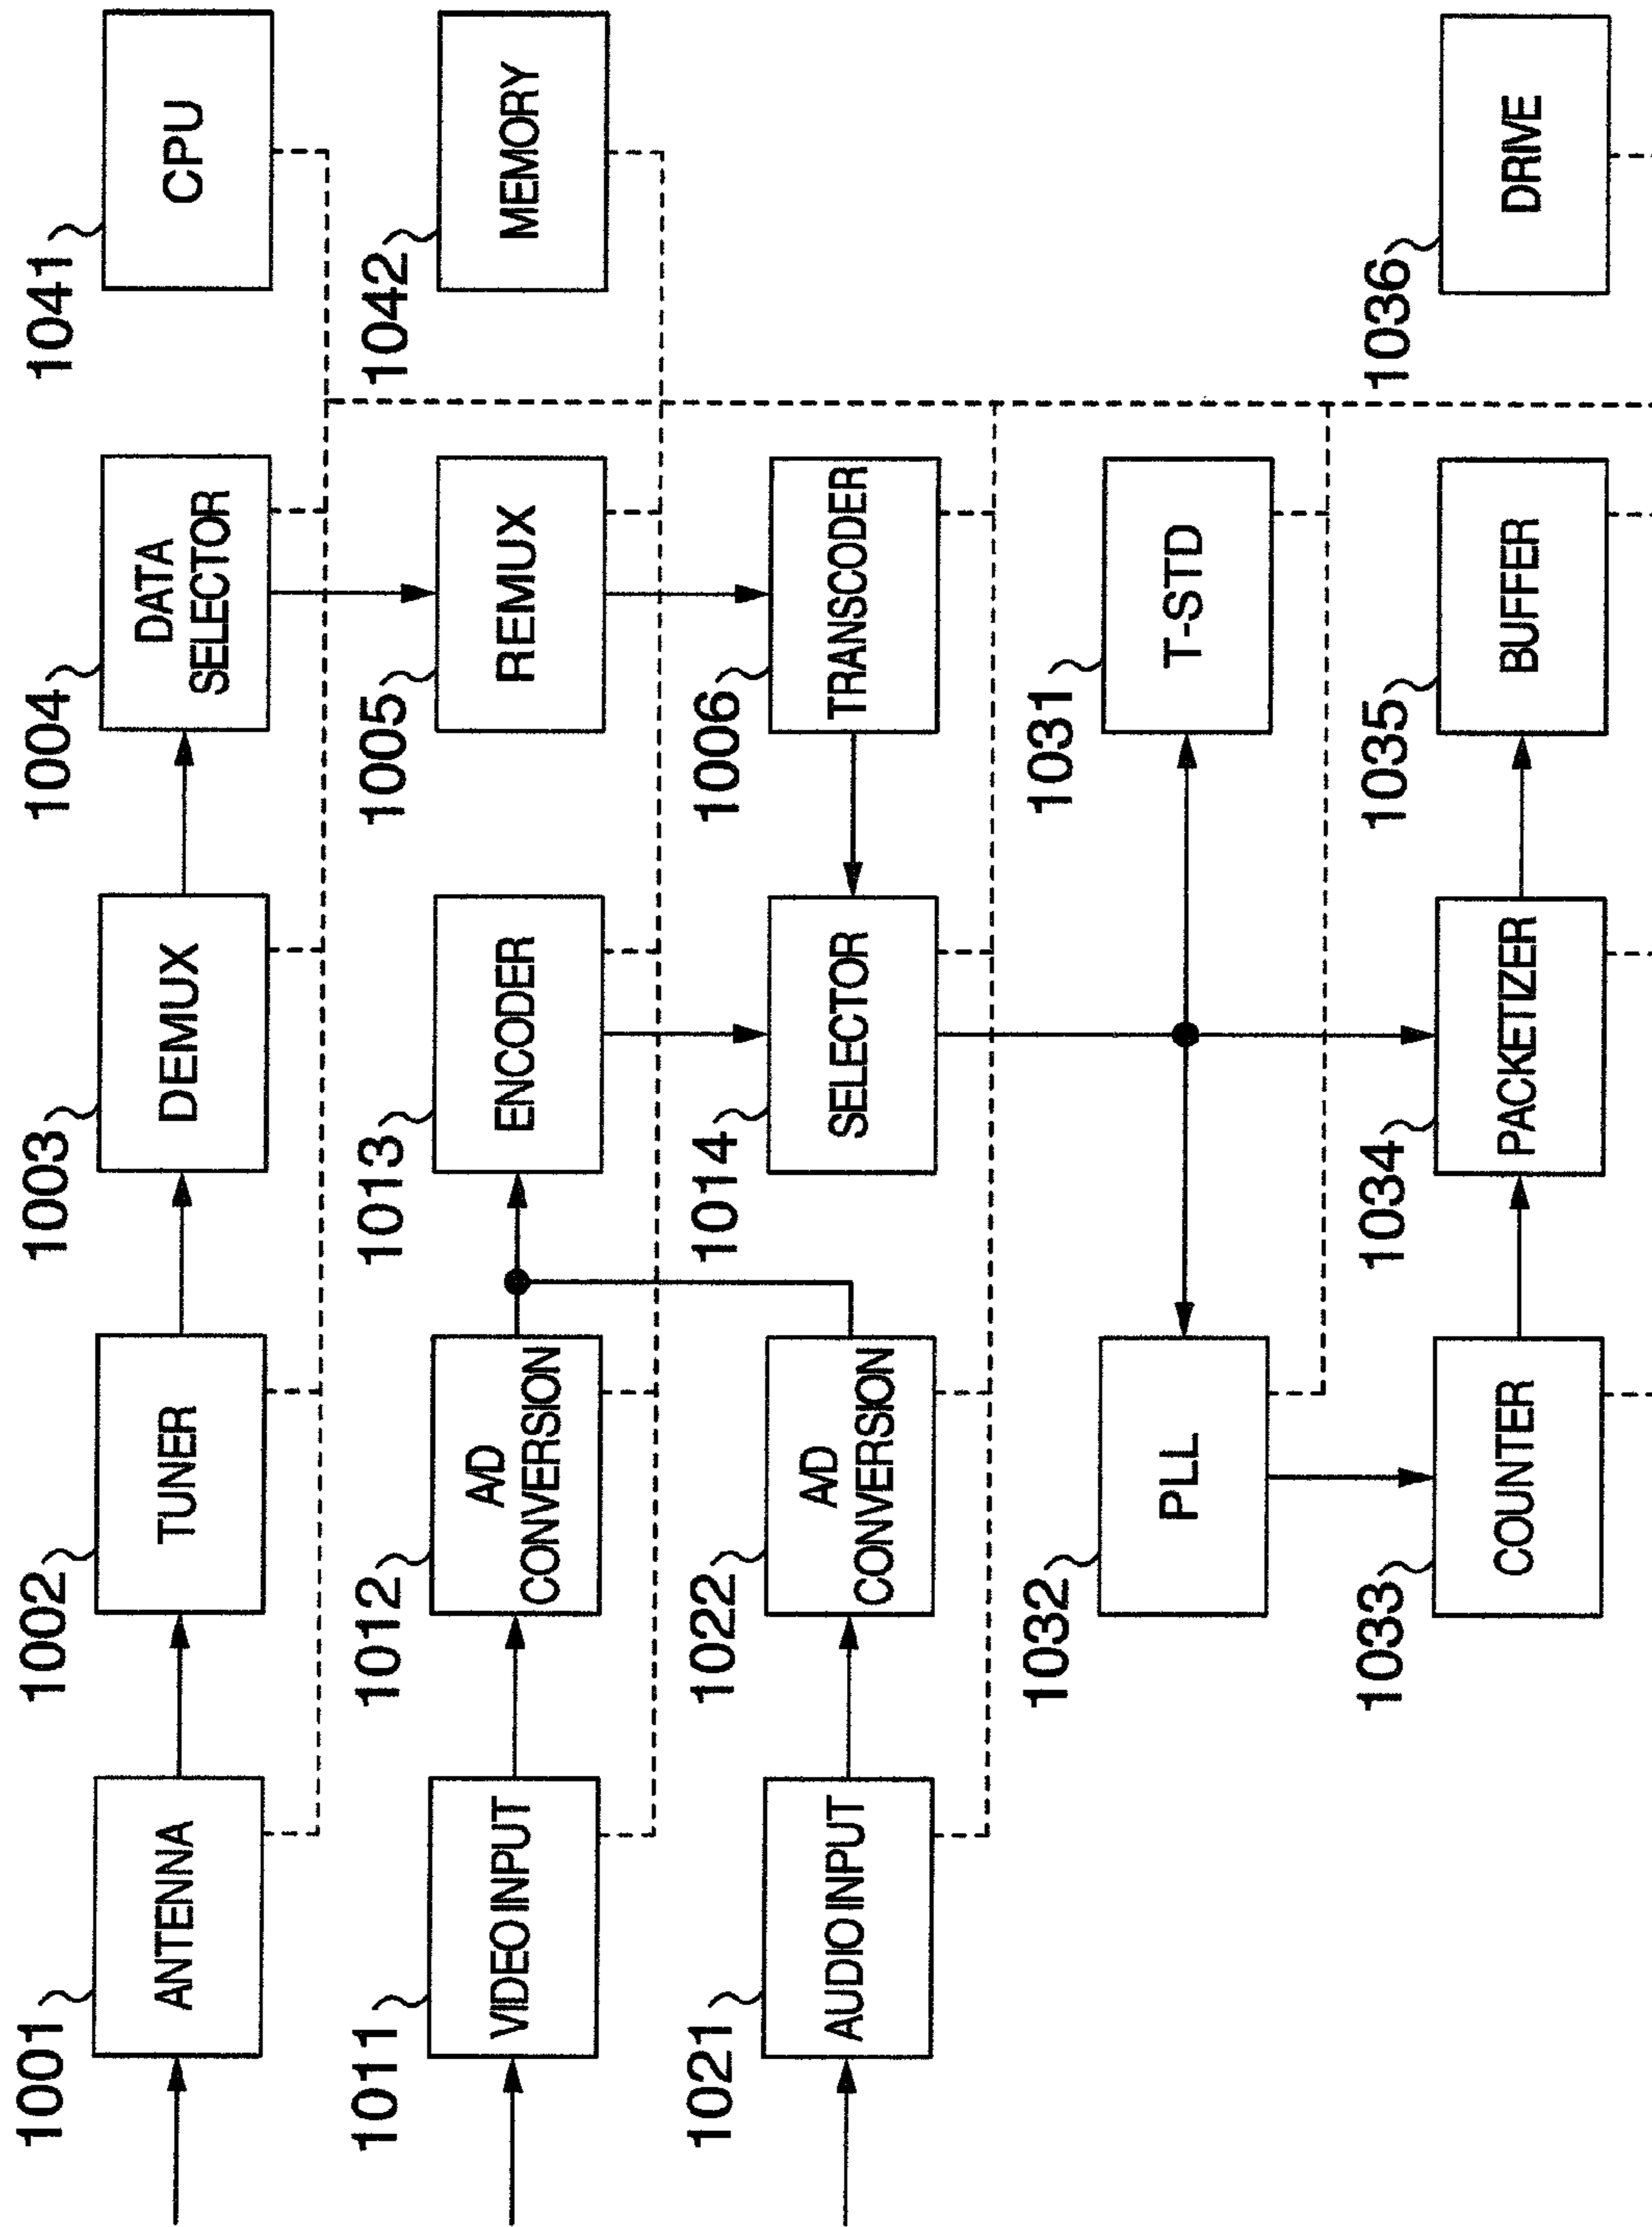 1001
ANTENNA
1002
TUNER
1003
DEMUX
1004
DATA
SELECTOR
1041
CPU
1011
VIDEO INPUT
1012
A/D
CONVERSION
1013
ENCODER
1005
REMUX
1042
MEMORY
1021
AUDIO INPUT
1022
A/D
CONVERSION
1014
SELECTOR
1006
TRANSCODER
1032
PLL
1031
T-STD
1033
COUNTER
1034
PACKETIZER
1035
BUFFER
1036
DRIVE